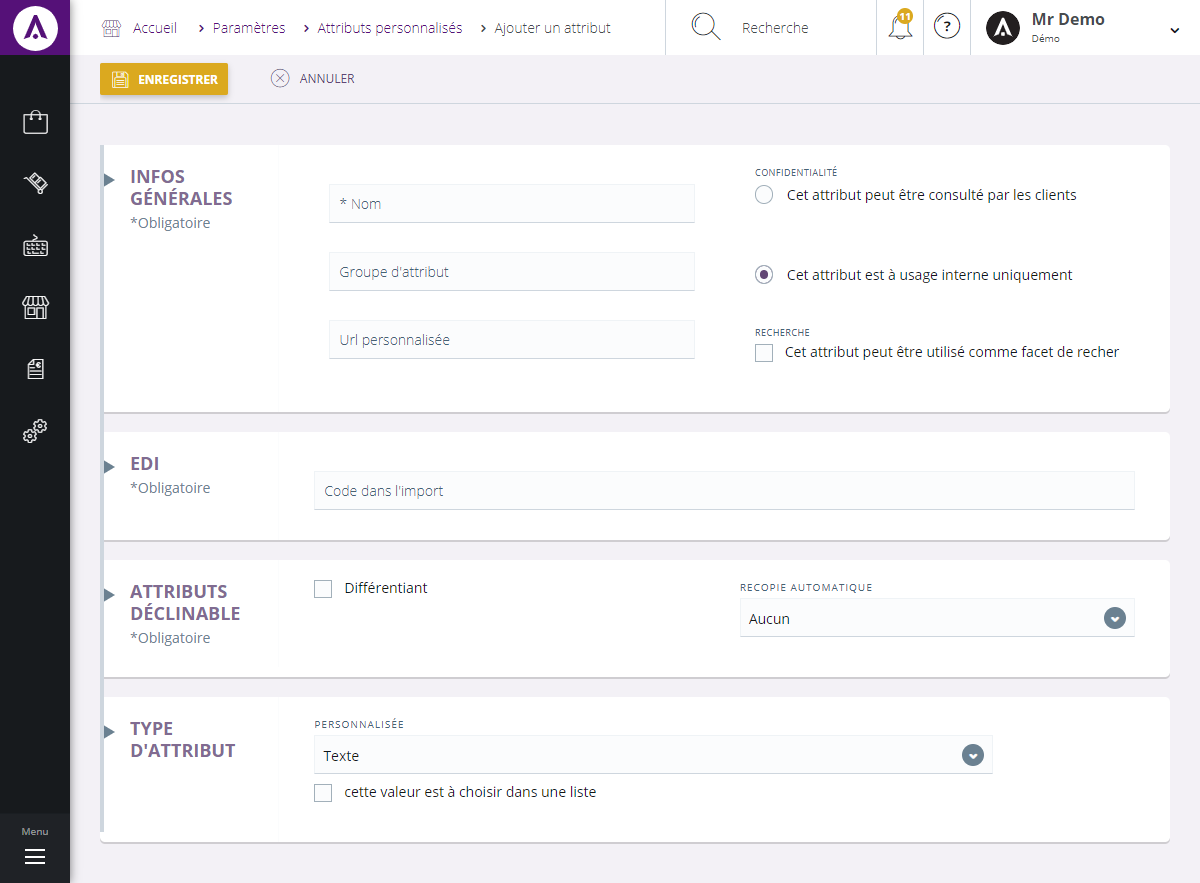 Accueil > Paramètres > Attributs personnalisés > Ajouter un attribut
Recherche
11
?
Mr Demo
Démo
ENREGISTRER
ANNULER
INFOS
GÉNÉRALES
*Obligatoire
* Nom
Groupe d'attribut
Url personnalisée
CONFIDENTIALITÉ
Cet attribut peut être consulté par les clients
Cet attribut est à usage interne uniquement
RECHERCHE
Cet attribut peut être utilisé comme facet de recher
EDI
*Obligatoire
Code dans l'import
ATTRIBUTS
DÉCLINABLE
*Obligatoire
Différentiant
RECOPIE AUTOMATIQUE
Aucun
TYPE
D'ATTRIBUT
PERSONNALISÉE
Texte
cette valeur est à choisir dans une liste
Menu